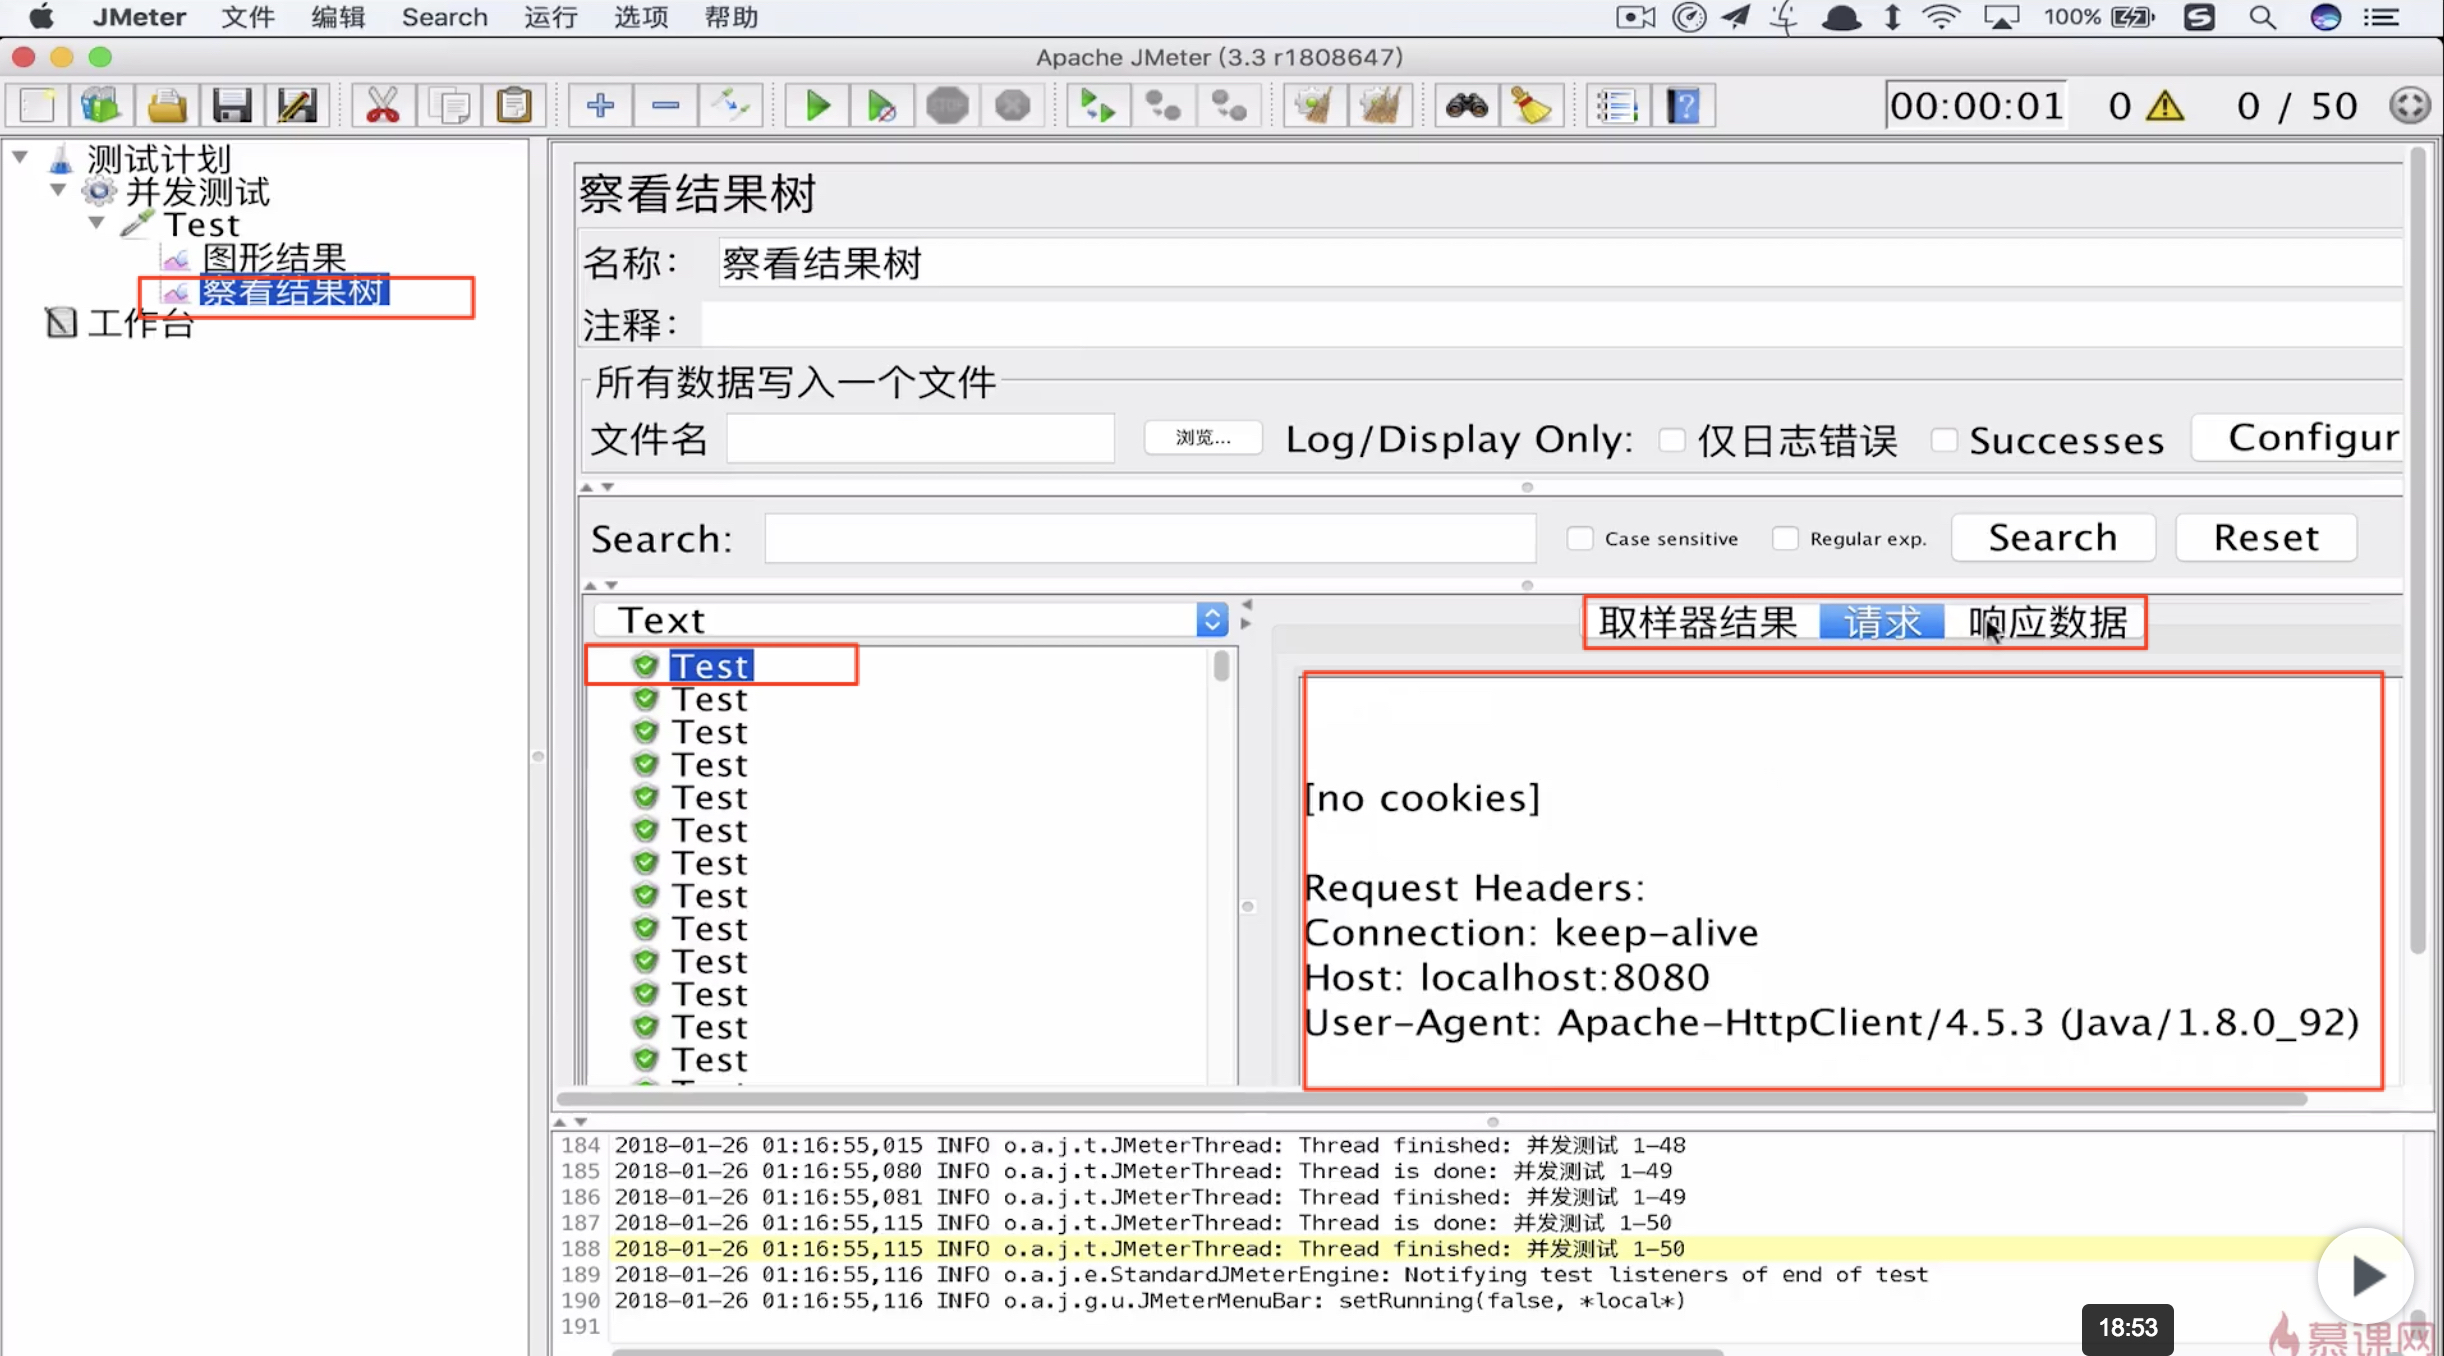 JMeter 文件 编辑 Search 运行 选项 帮助 100%
Apache JMeter (3.3 r1808647)
STOP 00:00:01 0 0 / 50
测试计划
并发测试
Test
图形结果
察看结果树
工作台
察看结果树
名称: 察看结果树
注释:
所有数据写入一个文件
文件名 浏览... Log/Display Only: 仅日志错误 Successes Configur
Search: Case sensitive Regular exp. Search Reset
Text 取样器结果 请求 响应数据
Test
Test
Test
Test
Test
Test
Test
Test
Test
Test
Test
Test
Test
[no cookies]
Request Headers:
Connection: keep-alive
Host: localhost:8080
User-Agent: Apache-HttpClient/4.5.3 (Java/1.8.0_92)
184 2018-01-26 01:16:55,015 INFO o.a.j.t.JMeterThread: Thread finished: 并发测试 1-48
185 2018-01-26 01:16:55,080 INFO o.a.j.t.JMeterThread: Thread is done: 并发测试 1-49
186 2018-01-26 01:16:55,081 INFO o.a.j.t.JMeterThread: Thread finished: 并发测试 1-49
187 2018-01-26 01:16:55,115 INFO o.a.j.t.JMeterThread: Thread is done: 并发测试 1-50
188 2018-01-26 01:16:55,115 INFO o.a.j.t.JMeterThread: Thread finished: 并发测试 1-50
189 2018-01-26 01:16:55,116 INFO o.a.j.e.StandardJMeterEngine: Notifying test listeners of end of test
190 2018-01-26 01:16:55,116 INFO o.a.j.g.u.JMeterMenuBar: setRunning(false, *local*)
191
18:53
慕课网